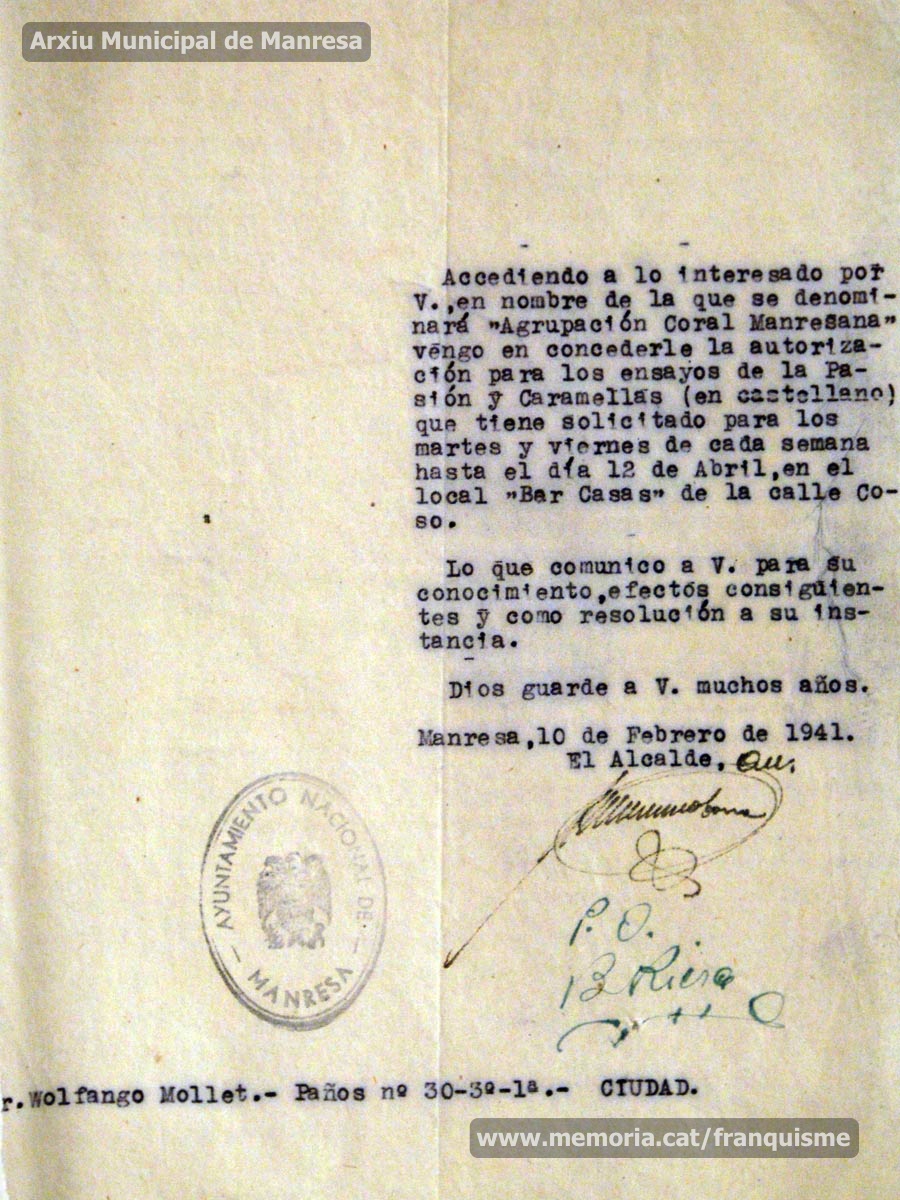 Arxiu Municipal de Manresa
Accediendo a lo interesado por
V.,en nombre de la que se denomi-
nará "Agrupación Coral Manresana"
vengo en concederle la autoriza-
ción para los ensayos de la Pa-
sión y Caramellas (en castellano)
que tiene solicitado para los
martes y viernes de cada semana
hasta el día 12 de Abril,en el
local "Bar Casas" de la calle Co-
so.
Lo que comunico a V. para su
conocimiento,efectos consiguien-
tes y como resolución a su ins-
tancia.
Dios guarde a V. muchos años.
Manresa,10 de Febrero de 1941.
El Alcalde,
AYUNTAMIENTO NACIONAL DE
MANRESA
P. O.
B Riera
r.Wolfango Mollet.- Paños nº 30-3º-1ª.- CIUDAD.
www.memoria.cat/franquisme